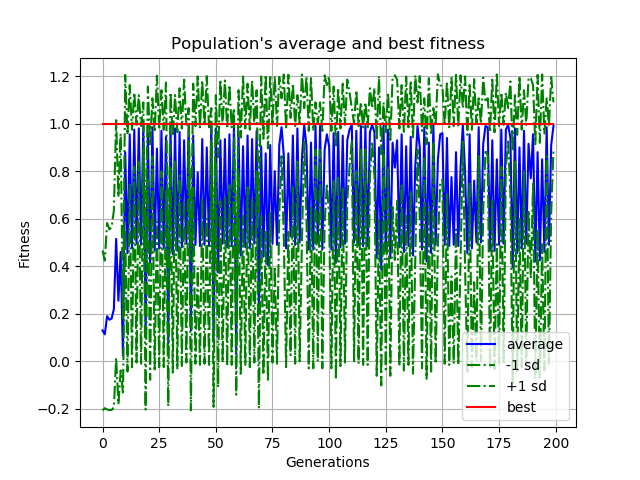 Population's average and best fitness
Fitness
1.2
1.0
0.8
0.6
0.4
0.2
0.0
−0.2
0 25 50 75 100 125 150 175 200
Generations
average
-1 sd
+1 sd
best